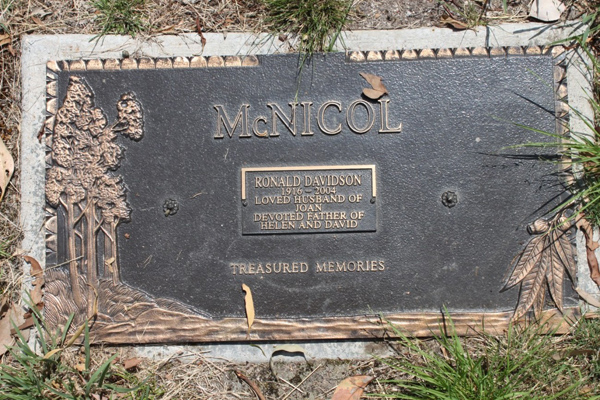 McNICOL
RONALD DAVIDSON
1916 - 2004
LOVED HUSBAND OF
JOAN
DEVOTED FATHER OF
HELEN AND DAVID
TREASURED MEMORIES